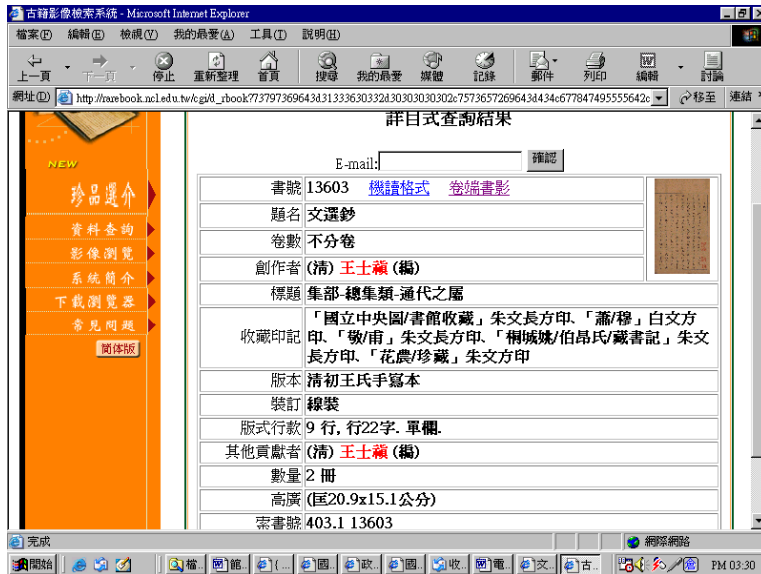 古籍影像檢索系統 - Microsoft Internet Explorer
檔案(F) 編輯(E) 檢視(V) 我的最愛(A) 工具(T) 說明(H)
上一頁 下一頁 停止 重新整理 首頁 搜尋 我的最愛 媒體 記錄 郵件 列印 編輯 討論
網址(D) 移至 連結
詳目式查詢結果
E-mail: 確認
NEW
珍品選介
資料查詢
影像瀏覽
系統簡介
下載瀏覽器
常見問題
简体版
書號 13603 機讀格式 卷端書影
題名 文選鈔
卷數 不分卷
創作者 (清) 王士禛 (編)
標題 集部-總集類-通代之屬
收藏印記 「國立中央圖/書館收藏」朱文長方印、「蕭/穆」白文方
印、「敬/甫」朱文長方印、「桐城姚/伯昂氏/藏書記」朱文
長方印、「花農/珍藏」朱文方印
版本 清初王氏手寫本
裝訂 線裝
版式行款 9 行, 行22字. 單欄.
其他貢獻者 (清) 王士禛 (編)
數量 2 冊
高廣 (匡20.9x15.1公分)
索書號 403.1 13603
完成 網際網路
開始 檔.. 館.. { ... 國.. 政.. 國.. 收.. 電.. 文.. 古.. PM 03:30